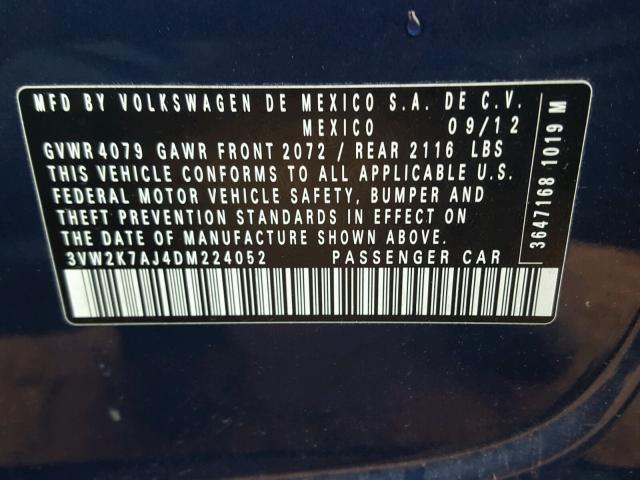 MFD BY VOLKSWAGEN DE MEXICO S.A. DE C.V.
MEXICO 09/12
GVWR 4079 GAWR FRONT 2072 / REAR 2116 LBS
THIS VEHICLE CONFORMS TO ALL APPLICABLE U.S.
FEDERAL MOTOR VEHICLE SAFETY, BUMPER AND
THEFT PREVENTION STANDARDS IN EFFECT ON
THE DATE OF MANUFACTURE SHOWN ABOVE.
3VW2K7AJ4DM224052 PASSENGER CAR
3647168 1019 M